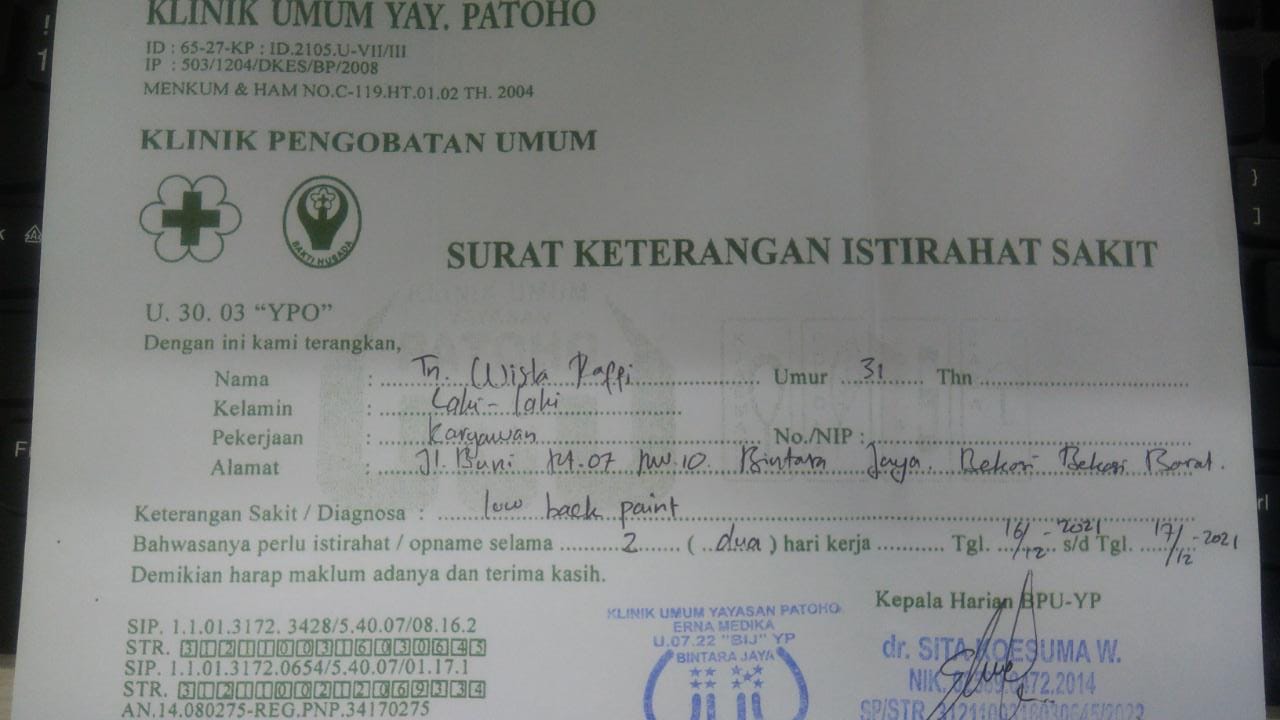 KLINIK UMUM YAY. PATOHO
ID : 65-27-KP : ID.2105.U-VII/III
IP : 503/1204/DKES/BP/2008
MENKUM & HAM NO.C-119.HT.01.02 TH. 2004
KLINIK PENGOBATAN UMUM
BAKTI HUSADA
SURAT KETERANGAN ISTIRAHAT SAKIT
U. 30. 03 “YPO”
Dengan ini kami terangkan,
Nama : Tn. Wisla Raffi Umur 31 Thn
Kelamin : Laki - laki
Pekerjaan : Karyawan No./NIP :
Alamat : Jl. Buni Rt.07 Rw.10. Bintara Jaya. Bekasi Bekasi Barat.
Keterangan Sakit / Diagnosa : low back paint
Bahwasanya perlu istirahat / opname selama 2 ( dua ) hari kerja Tgl. 16/12-2021 s/d Tgl. 17/12-2021
Demikian harap maklum adanya dan terima kasih.
Kepala Harian BPU-YP
SIP. 1.1.01.3172. 3428/5.40.07/08.16.2
STR. 3121100316030645
SIP. 1.1.01.3172.0654/5.40.07/01.17.1
STR. 3121100212069334
AN.14.080275-REG.PNP.34170275
KLINIK UMUM YAYASAN PATOHO
ERNA MEDIKA
U.07.22 "BIJ" YP
BINTARA JAYA
dr. SITA KOESUMA W.
NIK.
SP/STR.